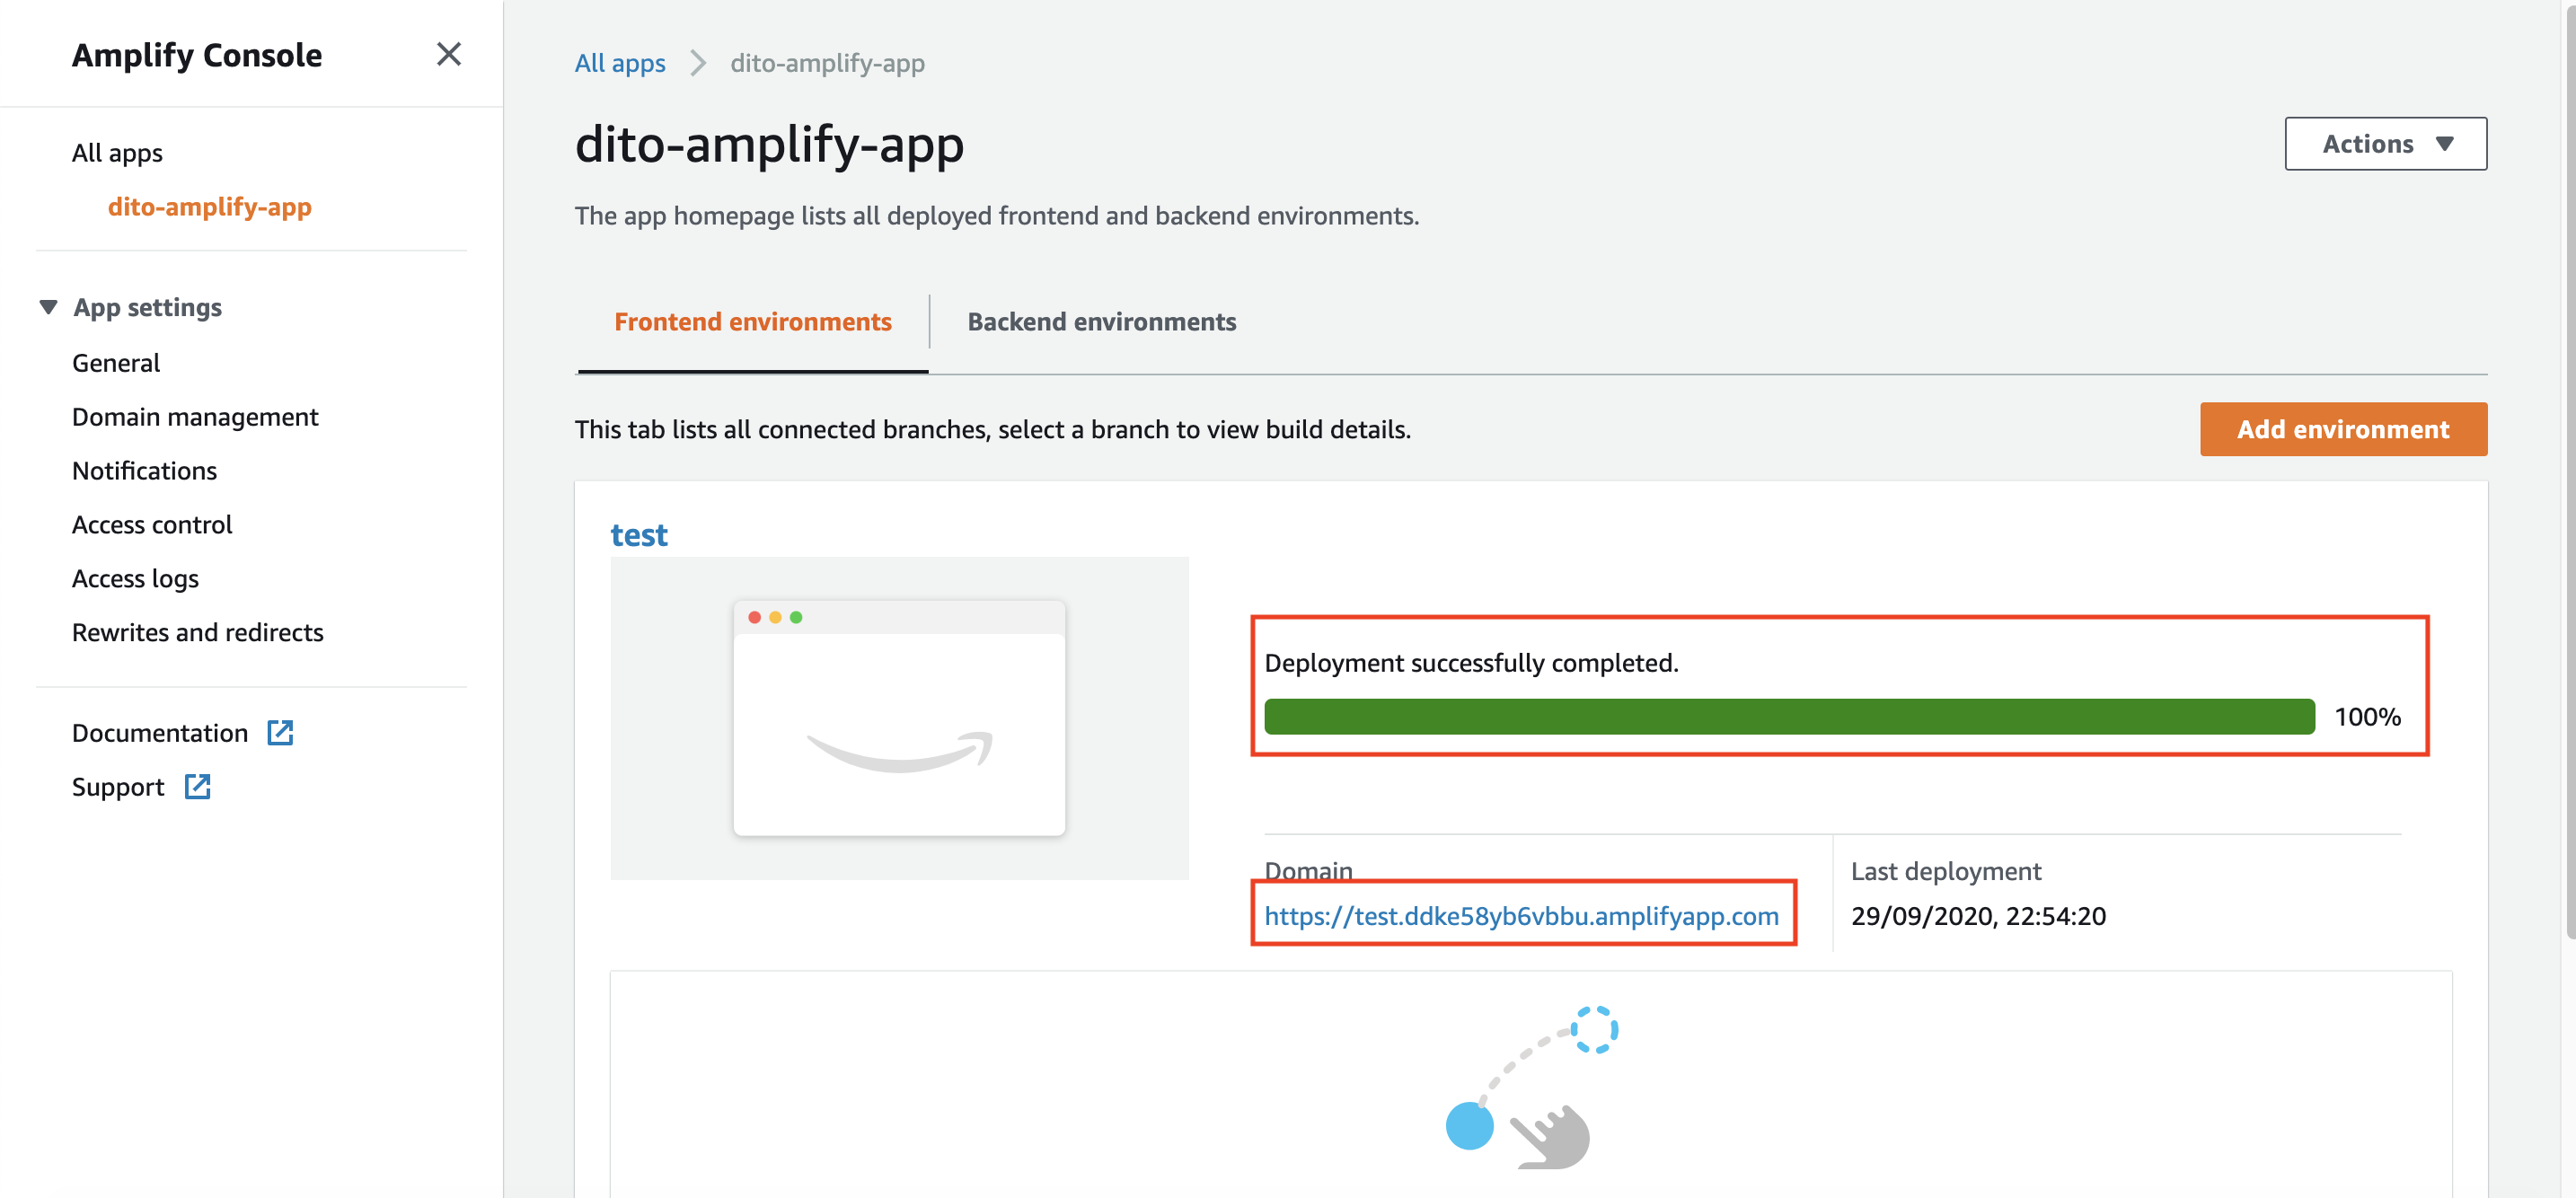 Amplify Console
All apps
dito-amplify-app
App settings
General
Domain management
Notifications
Access control
Access logs
Rewrites and redirects
Documentation
Support
All apps
dito-amplify-app
dito-amplify-app
Actions
The app homepage lists all deployed frontend and backend environments.
Frontend environments
Backend environments
This tab lists all connected branches, select a branch to view build details.
Add environment
test
Deployment successfully completed.
100%
Domain
https://test.ddke58yb6vbbu.amplifyapp.com
Last deployment
29/09/2020, 22:54:20